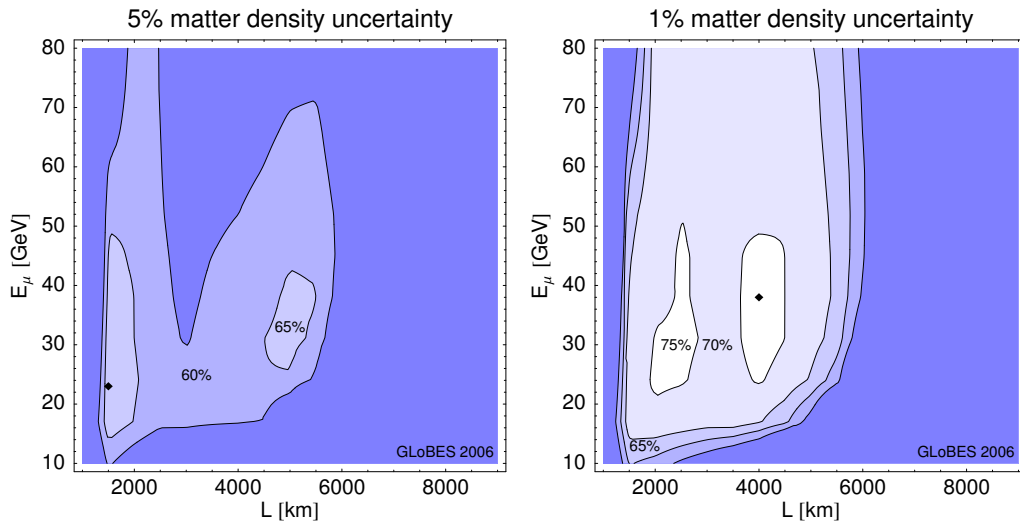 5% matter density uncertainty
80
70
60
50
40
30
20
10
E_μ [GeV]
65%
60%
GLoBES 2006
2000 4000 6000 8000
L [km]
1% matter density uncertainty
80
70
60
50
40
30
20
10
E_μ [GeV]
75% 70%
65%
GLoBES 2006
2000 4000 6000 8000
L [km]